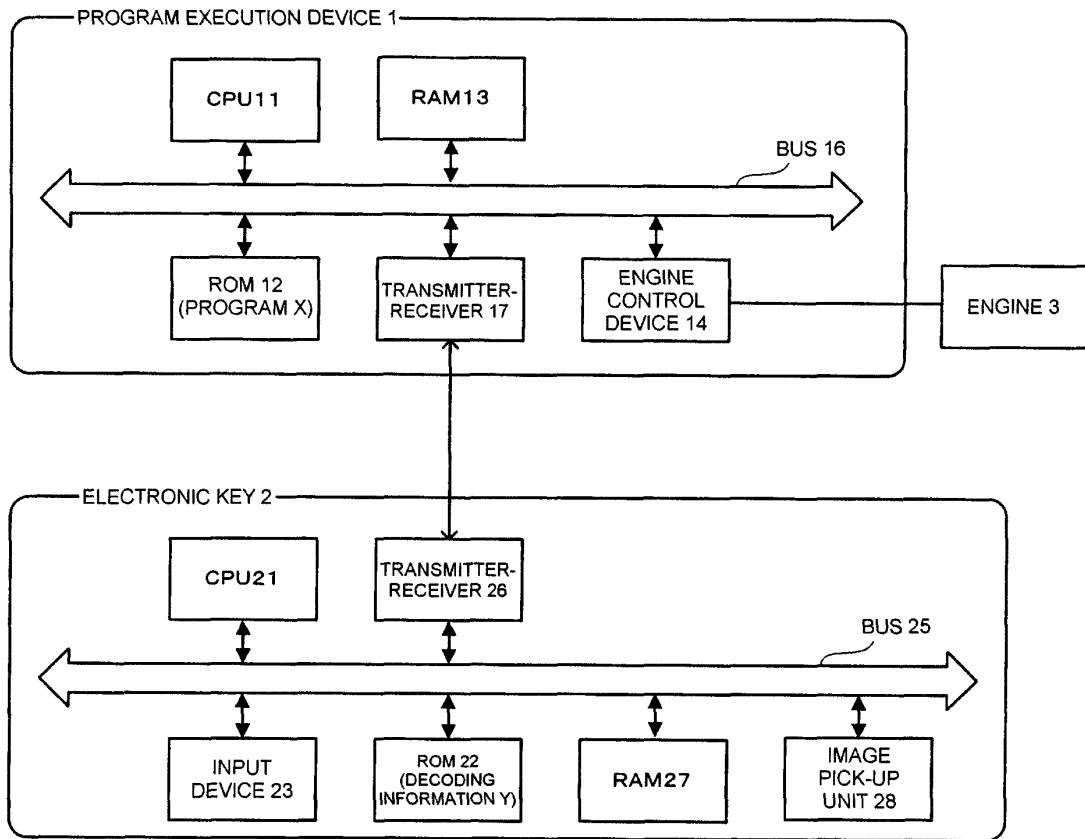 PROGRAM EXECUTION DEVICE 1
CPU11
RAM13
BUS 16
ROM 12
(PROGRAM X)
TRANSMITTER-
RECEIVER 17
ENGINE
CONTROL
DEVICE 14
ENGINE 3
ELECTRONIC KEY 2
CPU21
TRANSMITTER-
RECEIVER 26
BUS 25
INPUT
DEVICE 23
ROM 22
(DECODING
INFORMATION Y)
RAM27
IMAGE
PICK-UP
UNIT 28